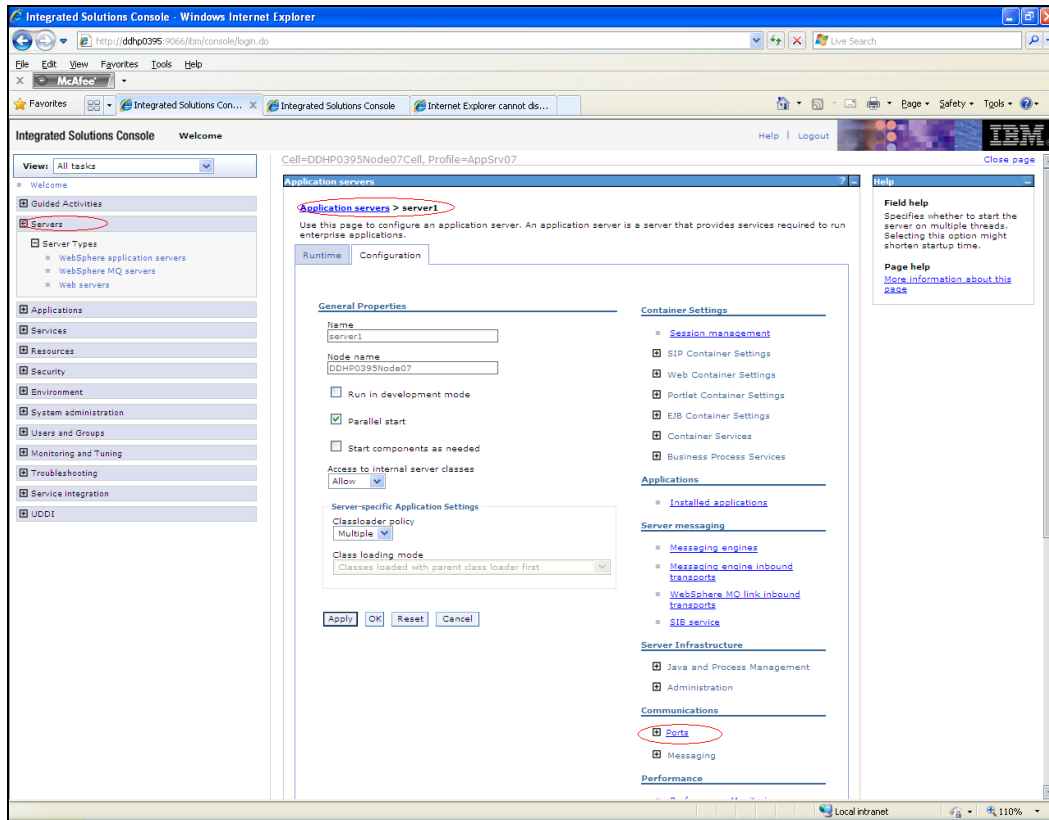 Integrated Solutions Console - Windows Internet Explorer
http://ddhp0395:9066/ibm/console/login.do
Live Search
File Edit View Favorites Tools Help
McAfee
Favorites
Integrated Solutions Con...
Integrated Solutions Console
Internet Explorer cannot dis...
Page Safety Tools
Integrated Solutions Console Welcome
Help | Logout
IBM.
View: All tasks
Welcome
Guided Activities
Servers
Server Types
WebSphere application servers
WebSphere MQ servers
Web servers
Applications
Services
Resources
Security
Environment
System administration
Users and Groups
Monitoring and Tuning
Troubleshooting
Service integration
UDDI
Cell=DDHP0395Node07Cell, Profile=AppSrv07
Close page
Application servers
Application servers > server1
Use this page to configure an application server. An application server is a server that provides services required to run
enterprise applications.
Runtime Configuration
General Properties
Name
server1
Node name
DDHP0395Node07
Run in development mode
Parallel start
Start components as needed
Access to internal server classes
Allow
Server-specific Application Settings
Classloader policy
Multiple
Class loading mode
Classes loaded with parent class loader first
Apply OK Reset Cancel
Container Settings
Session management
SIP Container Settings
Web Container Settings
Portlet Container Settings
EJB Container Settings
Container Services
Business Process Services
Applications
Installed applications
Server messaging
Messaging engines
Messaging engine inbound
transports
WebSphere MQ link inbound
transports
SIB service
Server Infrastructure
Java and Process Management
Administration
Communications
Ports
Messaging
Performance
Help
Field help
Specifies whether to start the
server on multiple threads.
Selecting this option might
shorten startup time.
Page help
More information about this
page
Local intranet
110%